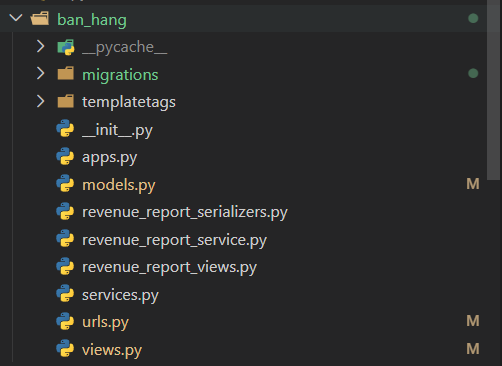 ban_hang
__pycache__
migrations
templatetags
__init__.py
apps.py
models.py M
revenue_report_serializers.py
revenue_report_service.py
revenue_report_views.py
services.py
urls.py M
views.py M